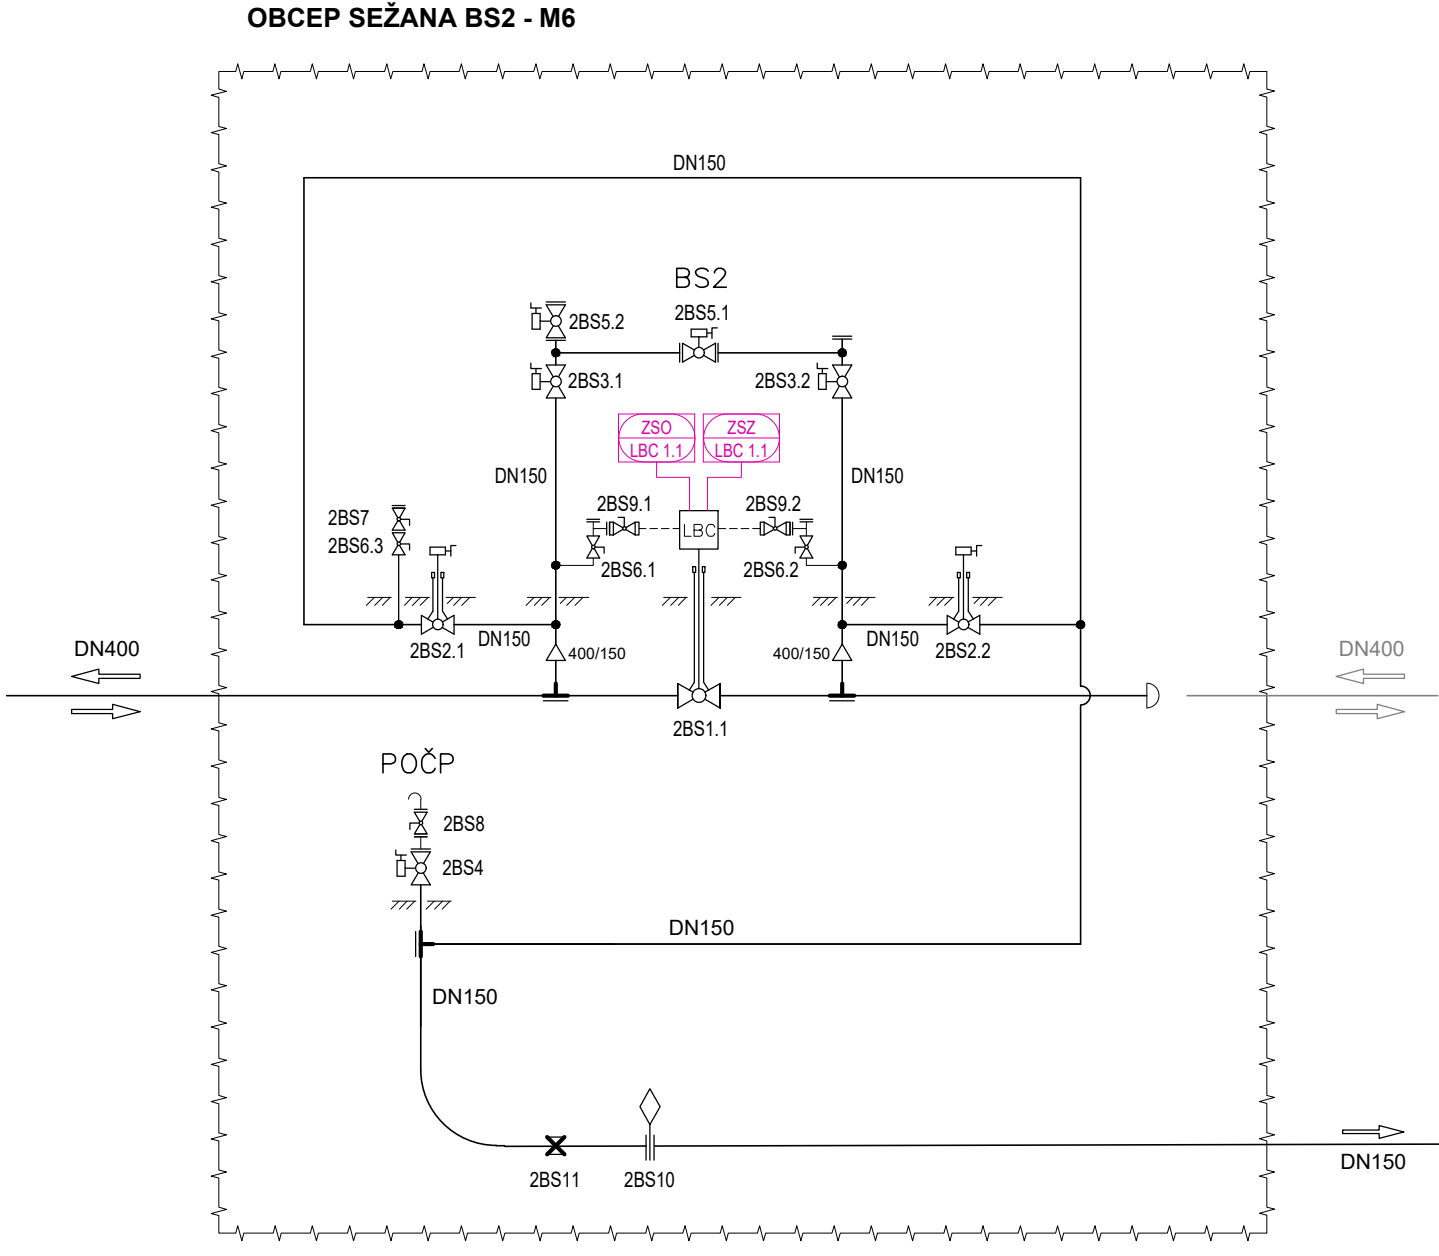 OBCEP SEŽANA BS2 - M6
DN150
BS2
2BS5.1
2BS5.2
2BS3.1
2BS3.2
ZSO
LBC 1.1
ZSZ
LBC 1.1
DN150
DN150
2BS7
2BS6.3
2BS9.1
2BS9.2
LBC
2BS6.1
2BS6.2
2BS2.1
DN150
400/150
400/150
DN150
2BS2.2
DN400
DN400
2BS1.1
POČP
2BS8
2BS4
DN150
DN150
2BS11
2BS10
DN150